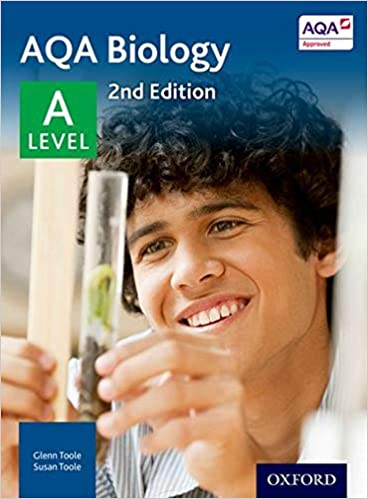 AQA Biology
2nd Edition
AQA
Approved
A
LEVEL
Glenn Toole
Susan Toole
OXFORD